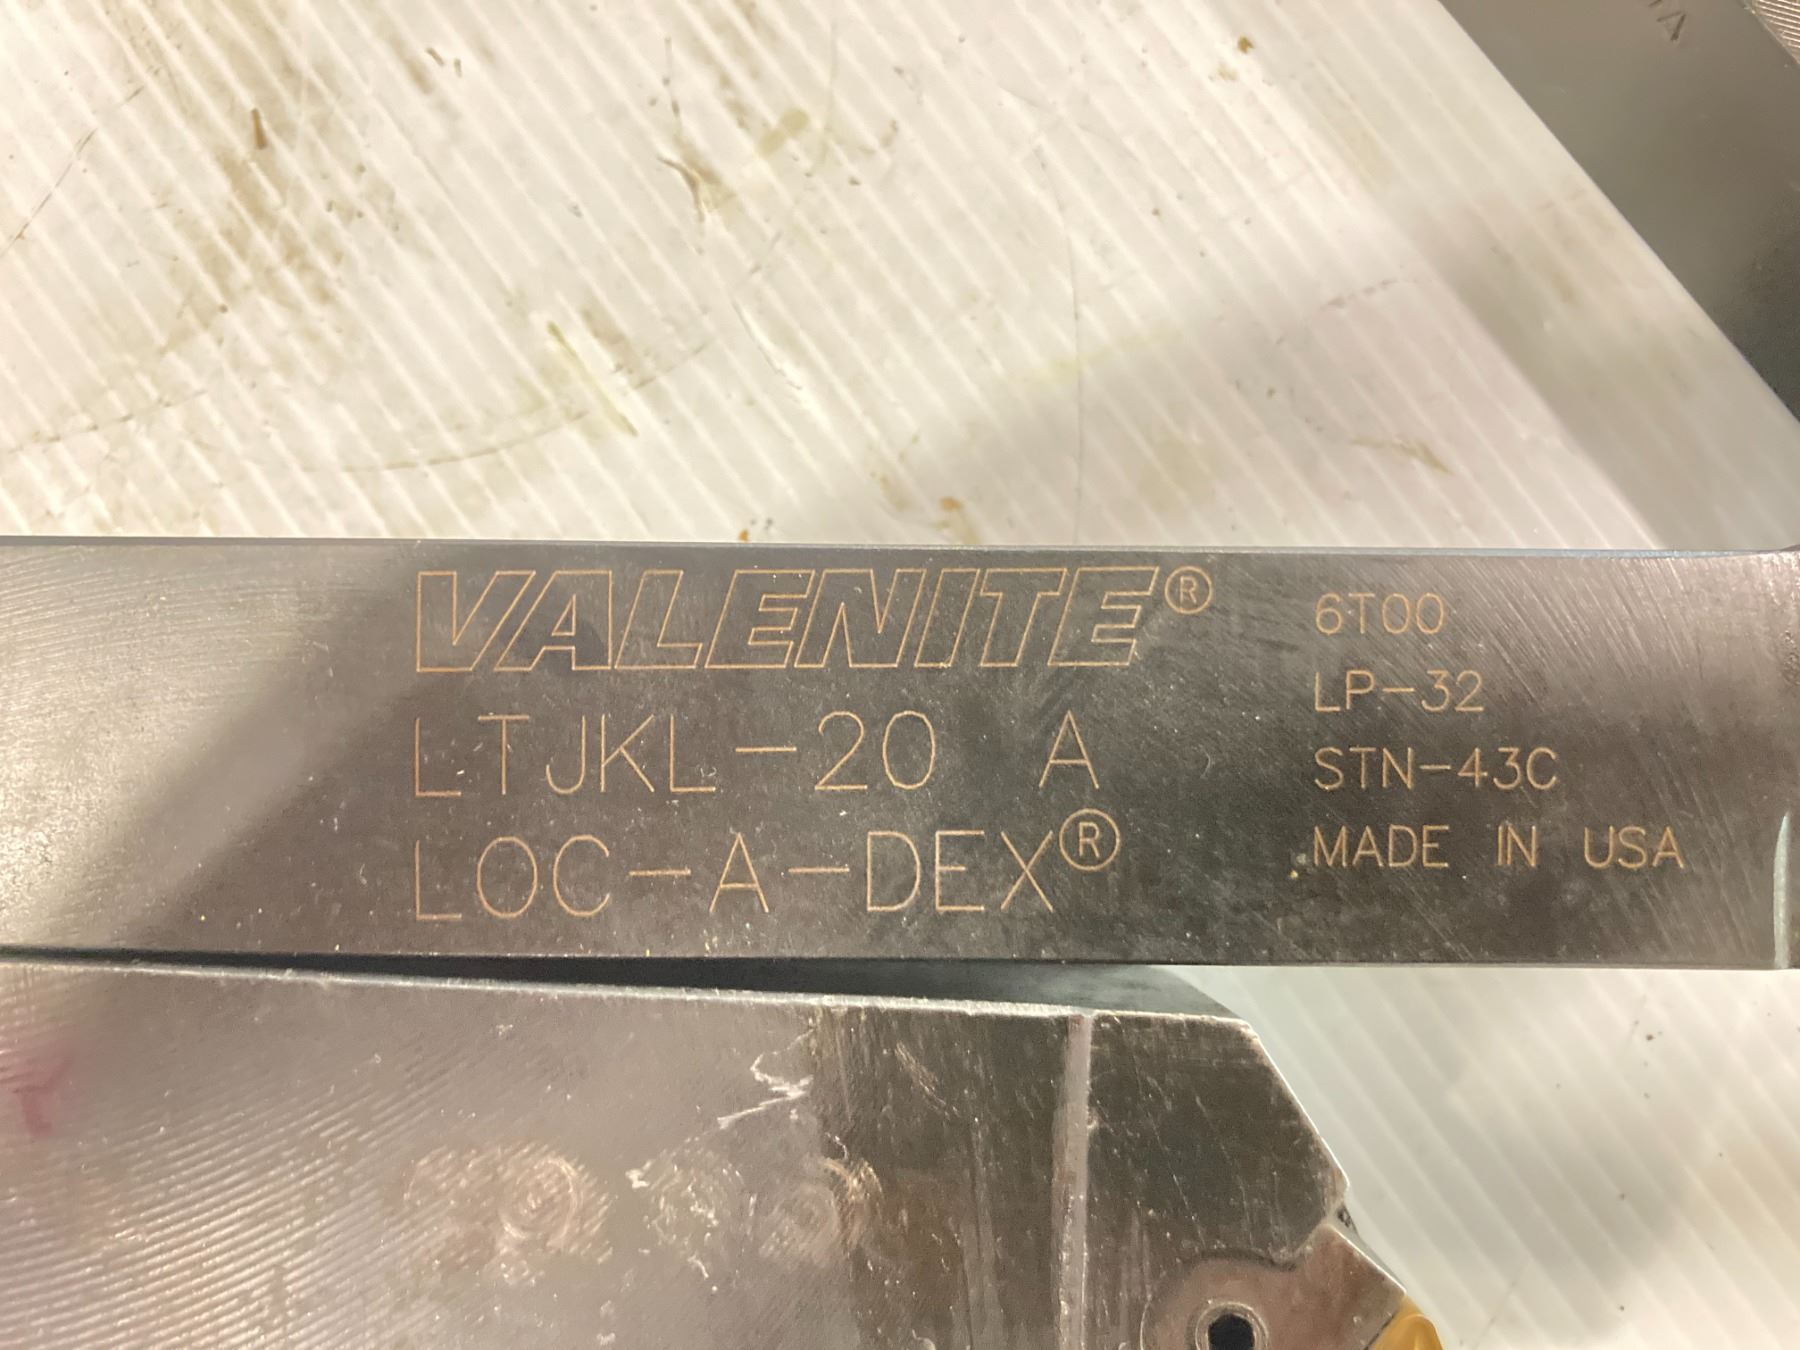 VALENITE®
LTJKL-20 A
LOC-A-DEX®
6T00
LP-32
STN-43C
MADE IN USA